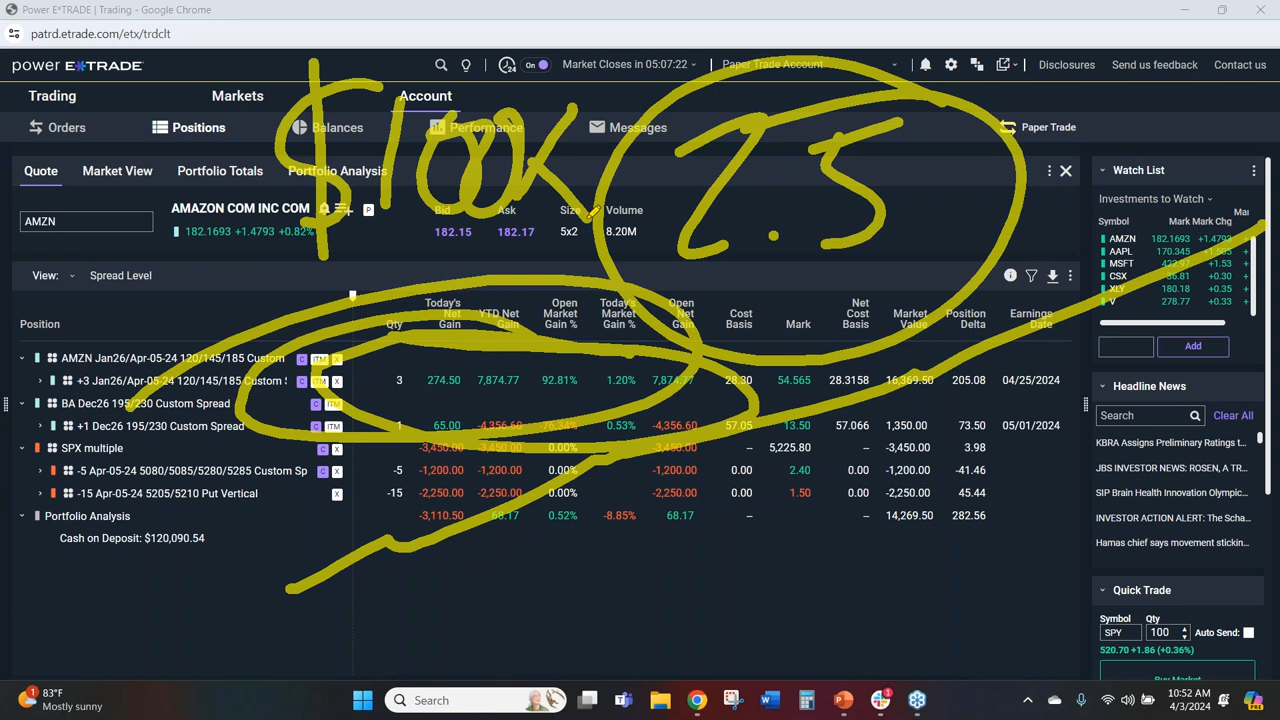 Power E*TRADE | Trading - Google Chrome
patrd.etrade.com/etx/trdclt
power E*TRADE
24 On Market Closes in 05:07:22 Paper Trade Account Disclosures Send us feedback Contact us
Trading Markets Account
Orders Positions Balances Performance Messages Paper Trade
$100K 2.5
Quote Market View Portfolio Totals Portfolio Analysis
AMZN
AMAZON COM INC COM P
182.1693 +1.4793 +0.82%
Bid Ask Size Volume
182.15 182.17 5x2 8.20M
View: Spread Level
Position Qty Today's Net Gain YTD Net Gain Open Market Gain % Today's Market Gain % Open Net Gain Cost Basis Mark Net Cost Basis Market Value Position Delta Earnings Date
AMZN Jan26/Apr-05-24 120/145/185 Custom C ITM X
+3 Jan26/Apr-05-24 120/145/185 Custom C ITM X 3 274.50 7,874.77 92.81% 1.20% 7,874.77 28.30 54.565 28.3158 16,369.50 205.08 04/25/2024
BA Dec26 195/230 Custom Spread C ITM
+1 Dec26 195/230 Custom Spread C ITM 1 65.00 -4,356.60 -76.34% 0.53% -4,356.60 57.05 13.50 57.066 1,350.00 73.50 05/01/2024
SPX multiple C X -3,450.00 -3,450.00 0.00% -3,450.00 -- 5,225.80 -- -3,450.00 3.98
-5 Apr-05-24 5080/5085/5280/5285 Custom Sp C X -5 -1,200.00 -1,200.00 0.00% -1,200.00 0.00 2.40 0.00 -1,200.00 -41.46
-15 Apr-05-24 5205/5210 Put Vertical X -15 -2,250.00 -2,250.00 0.00% -2,250.00 0.00 1.50 0.00 -2,250.00 45.44
Portfolio Analysis -3,110.50 68.17 0.52% -8.85% 68.17 -- -- 14,269.50 282.56
Cash on Deposit: $120,090.54
Watch List
Investments to Watch
Symbol Mark Mark Chg
AMZN 182.1693 +1.4793
AAPL 170.345
MSFT +1.53
CSX 36.81 +0.30
XLY 180.18 +0.35
V 278.77 +0.33
Add
Headline News
Search Clear All
KBRA Assigns Preliminary Ratings t...
JBS INVESTOR NEWS: ROSEN, A TR...
SIP Brain Health Innovation Olympic...
INVESTOR ACTION ALERT: The Scha...
Hamas chief says movement stickin...
Quick Trade
Symbol Qty
SPY 100 Auto Send:
520.70 +1.86 (+0.36%)
Buy Market
1 83°F
Mostly sunny
Search
1
10:52 AM
4/3/2024